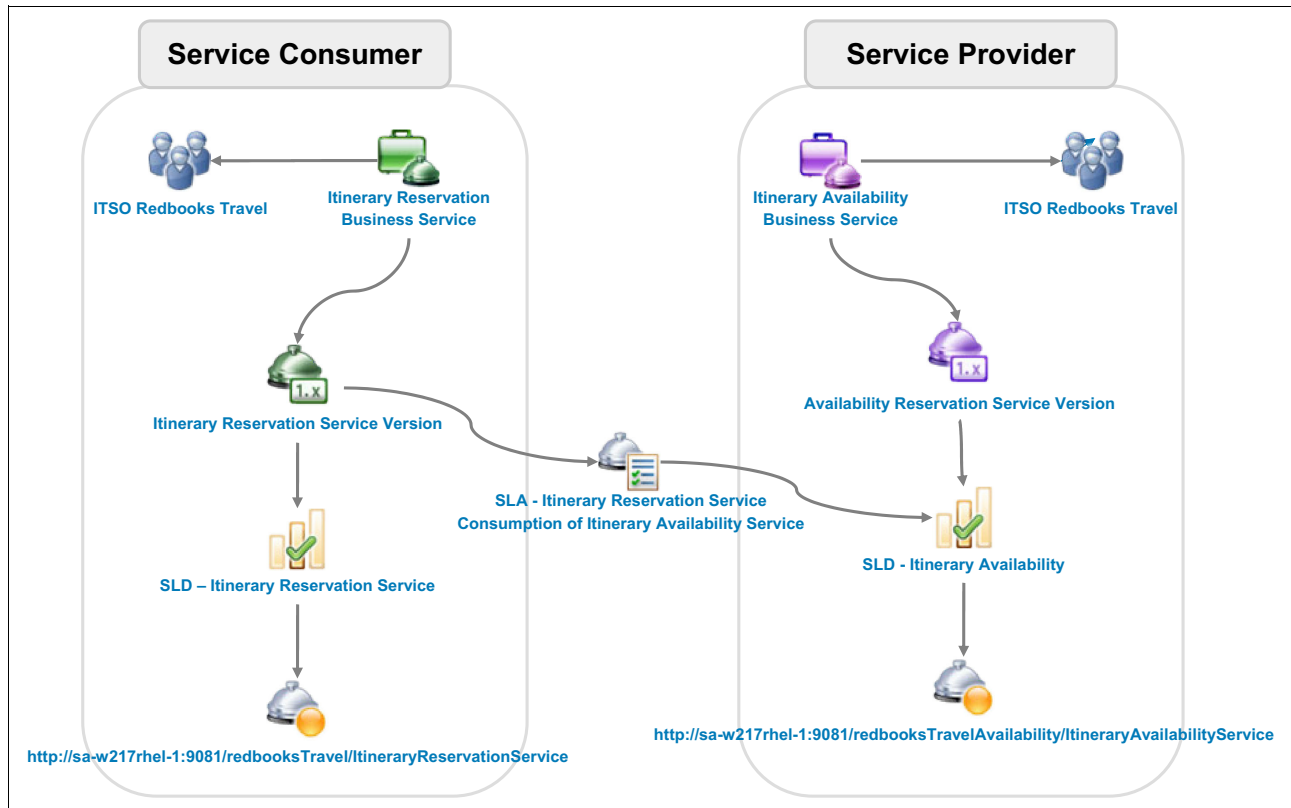 Service Consumer
Service Provider
ITSO Redbooks Travel
Itinerary Reservation
Business Service
Itinerary Availability
Business Service
ITSO Redbooks Travel
1.x
Itinerary Reservation Service Version
1.x
Availability Reservation Service Version
SLA - Itinerary Reservation Service
Consumption of Itinerary Availability Service
SLD – Itinerary Reservation Service
SLD - Itinerary Availability
http://sa-w217rhel-1:9081/redbooksTravel/ItineraryReservationService
http://sa-w217rhel-1:9081/redbooksTravelAvailability/ItineraryAvailabilityService